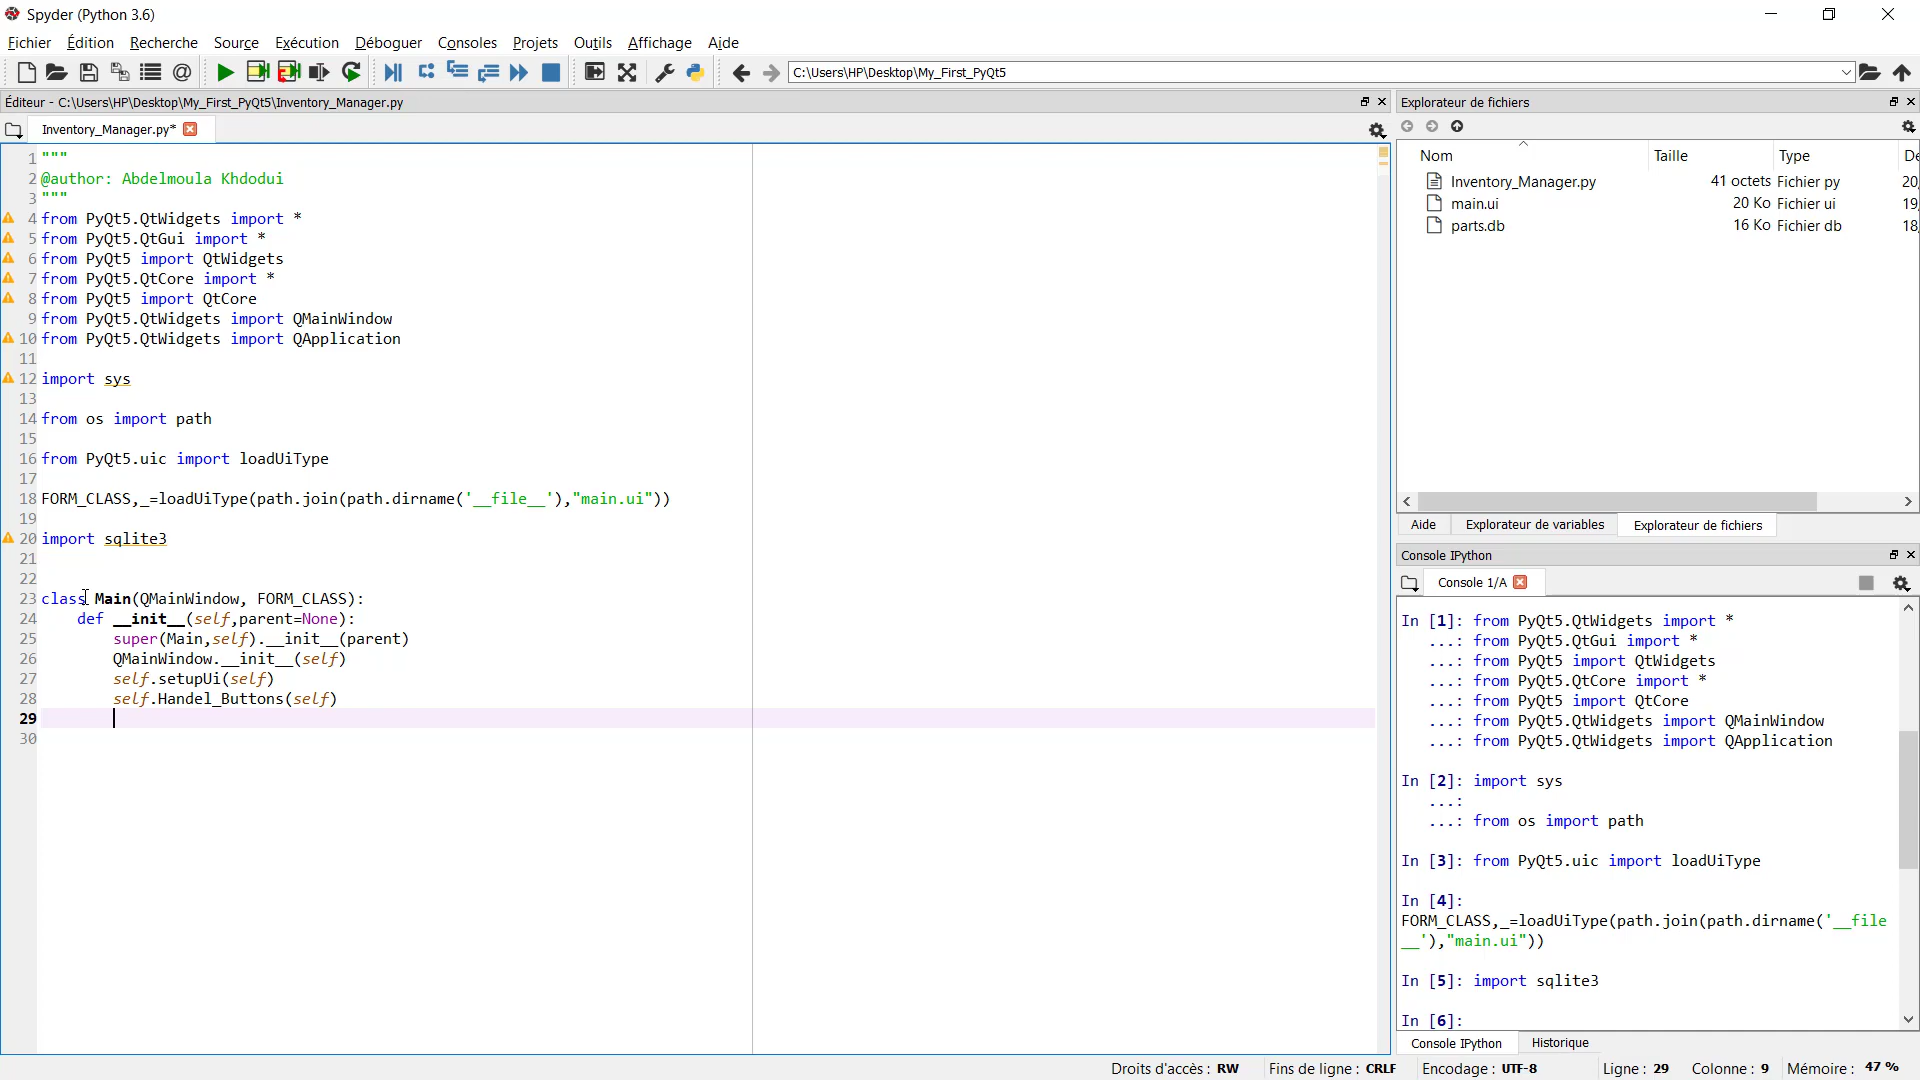 Spyder (Python 3.6)
Fichier Édition Recherche Source Exécution Déboguer Consoles Projets Outils Affichage Aide
C:\Users\HP\Desktop\My_First_PyQt5
Éditeur - C:\Users\HP\Desktop\My_First_PyQt5\Inventory_Manager.py
Inventory_Manager.py*
1 """
2 @author: Abdelmoula Khdodui
3 """
4 from PyQt5.QtWidgets import *
5 from PyQt5.QtGui import *
6 from PyQt5 import QtWidgets
7 from PyQt5.QtCore import *
8 from PyQt5 import QtCore
9 from PyQt5.QtWidgets import QMainWindow
10 from PyQt5.QtWidgets import QApplication
11
12 import sys
13
14 from os import path
15
16 from PyQt5.uic import loadUiType
17
18 FORM_CLASS,_=loadUiType(path.join(path.dirname('__file__'),"main.ui"))
19
20 import sqlite3
21
22
23 class Main(QMainWindow, FORM_CLASS):
24 def __init__(self,parent=None):
25 super(Main,self).__init__(parent)
26 QMainWindow.__init__(self)
27 self.setupUi(self)
28 self.Handel_Buttons(self)
29
30
Explorateur de fichiers
Nom Taille Type De
Inventory_Manager.py 41 octets Fichier py 20,
main.ui 20 Ko Fichier ui 19,
parts.db 16 Ko Fichier db 18,
Aide Explorateur de variables Explorateur de fichiers
Console IPython
Console 1/A
In [1]: from PyQt5.QtWidgets import *
...: from PyQt5.QtGui import *
...: from PyQt5 import QtWidgets
...: from PyQt5.QtCore import *
...: from PyQt5 import QtCore
...: from PyQt5.QtWidgets import QMainWindow
...: from PyQt5.QtWidgets import QApplication
In [2]: import sys
...:
...: from os import path
In [3]: from PyQt5.uic import loadUiType
In [4]:
FORM_CLASS,_=loadUiType(path.join(path.dirname('__file
__'),"main.ui"))
In [5]: import sqlite3
In [6]:
Console IPython Historique
Droits d'accès : RW Fins de ligne : CRLF Encodage : UTF-8 Ligne : 29 Colonne : 9 Mémoire : 47 %